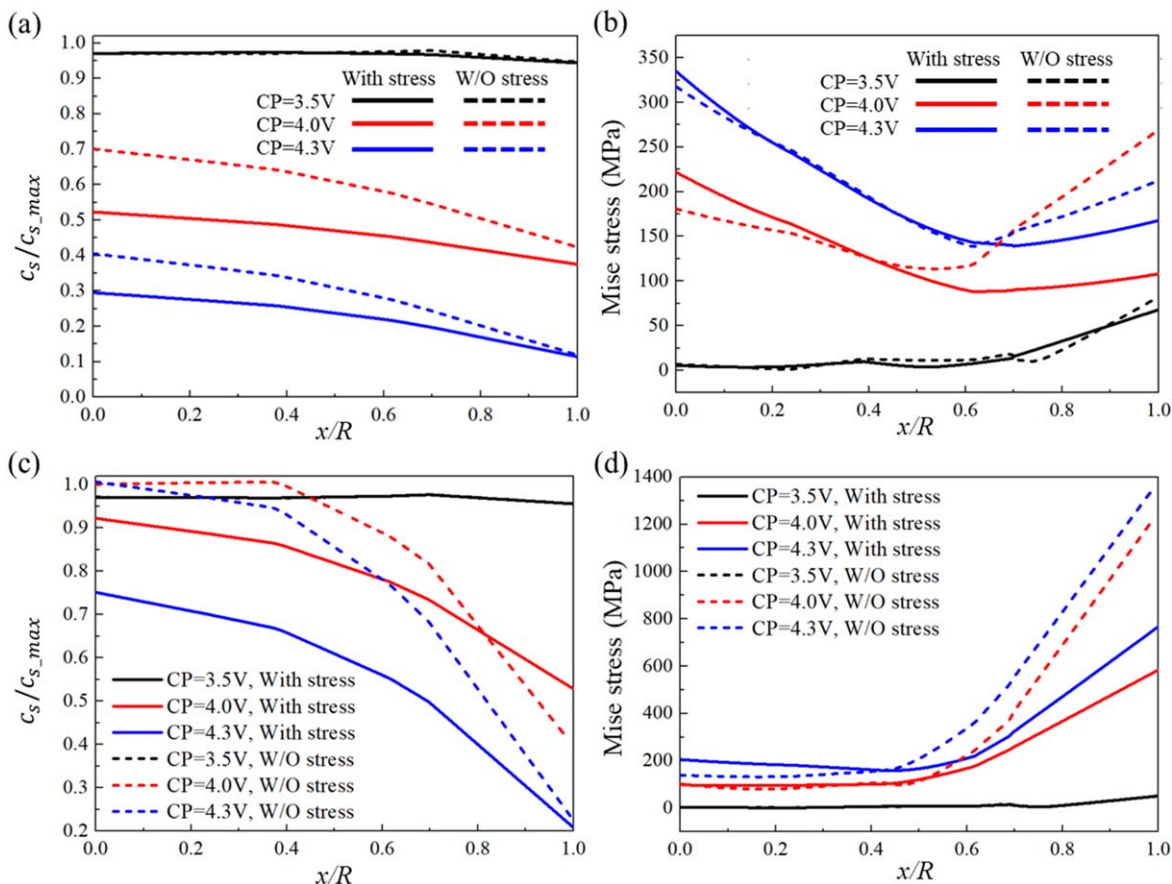 (a)
1.0
0.9
0.8
0.7
0.6
0.5
0.4
0.3
0.2
0.1
0.0
c_s/c_{s_max}
With stress W/O stress
CP=3.5V
CP=4.0V
CP=4.3V
0.0 0.2 0.4 0.6 0.8 1.0
x/R
(b)
350
300
250
200
150
100
50
0
Mise stress (MPa)
With stress W/O stress
CP=3.5V
CP=4.0V
CP=4.3V
0.0 0.2 0.4 0.6 0.8 1.0
x/R
(c)
1.0
0.9
0.8
0.7
0.6
0.5
0.4
0.3
0.2
c_s/c_{s_max}
CP=3.5V, With stress
CP=4.0V, With stress
CP=4.3V, With stress
CP=3.5V, W/O stress
CP=4.0V, W/O stress
CP=4.3V, W/O stress
0.0 0.2 0.4 0.6 0.8 1.0
x/R
(d)
1400
1200
1000
800
600
400
200
0
Mise stress (MPa)
CP=3.5V, With stress
CP=4.0V, With stress
CP=4.3V, With stress
CP=3.5V, W/O stress
CP=4.0V, W/O stress
CP=4.3V, W/O stress
0.0 0.2 0.4 0.6 0.8 1.0
x/R